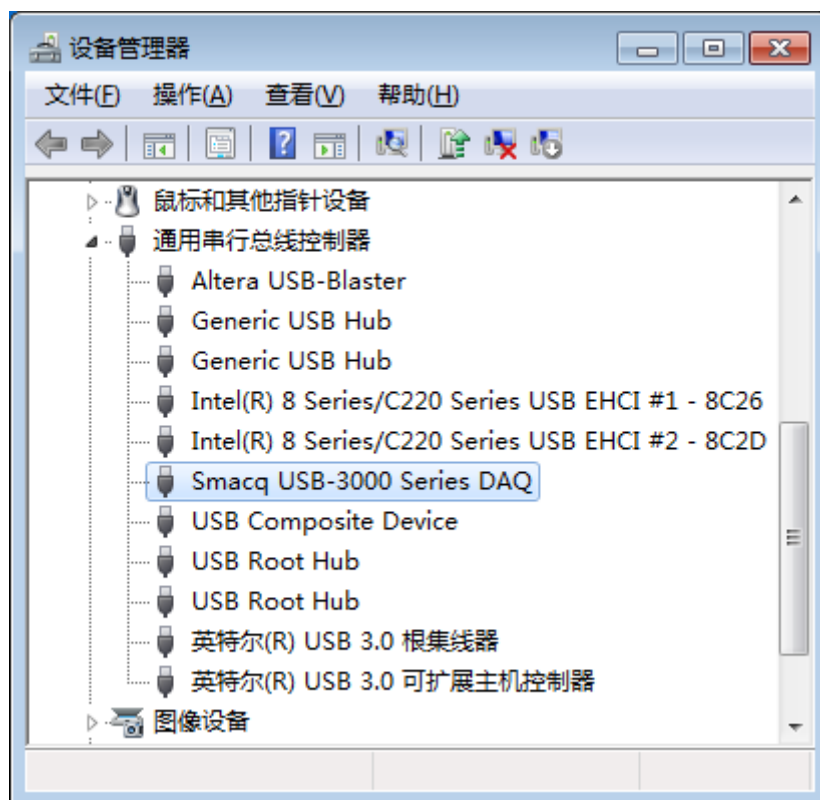 设备管理器
文件(F) 操作(A) 查看(V) 帮助(H)
鼠标和其他指针设备
通用串行总线控制器
Altera USB-Blaster
Generic USB Hub
Generic USB Hub
Intel(R) 8 Series/C220 Series USB EHCI #1 - 8C26
Intel(R) 8 Series/C220 Series USB EHCI #2 - 8C2D
Smacq USB-3000 Series DAQ
USB Composite Device
USB Root Hub
USB Root Hub
英特尔(R) USB 3.0 根集线器
英特尔(R) USB 3.0 可扩展主机控制器
图像设备